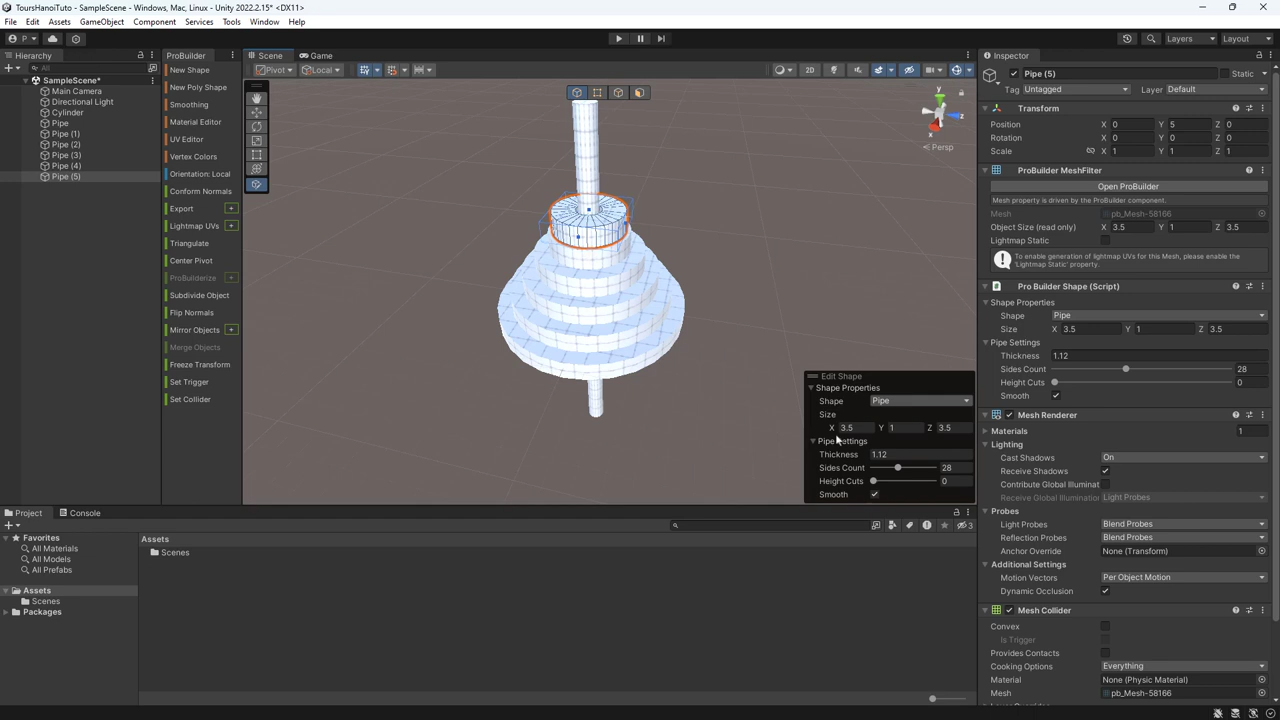 ToursHanoiTuto - SampleScene - Windows, Mac, Linux - Unity 2022.2.15f* <DX11>
File Edit Assets GameObject Component Services Tools Window Help
P
Layers Layout
Hierarchy
All
SampleScene*
Main Camera
Directional Light
Cylinder
Pipe
Pipe (1)
Pipe (2)
Pipe (3)
Pipe (4)
Pipe (5)
ProBuilder
New Shape
New Poly Shape
Smoothing
Material Editor
UV Editor
Vertex Colors
Orientation: Local
Conform Normals
Export +
Lightmap UVs +
Triangulate
Center Pivot
ProBuilderize +
Subdivide Object
Flip Normals
Mirror Objects +
Merge Objects
Freeze Transform
Set Trigger
Set Collider
Scene Game
Pivot Local 2D
y
z
x
Persp
Edit Shape
Shape Properties
Shape Pipe
Size
X 3.5 Y 1 Z 3.5
Pipe Settings
Thickness 1.12
Sides Count 28
Height Cuts 0
Smooth
Inspector
Pipe (5) Static
Tag Untagged Layer Default
Transform
Position X 0 Y 5 Z 0
Rotation X 0 Y 0 Z 0
Scale X 1 Y 1 Z 1
ProBuilder MeshFilter
Open ProBuilder
Mesh property is driven by the ProBuilder component.
Mesh pb_Mesh-58166
Object Size (read only) X 3.5 Y 1 Z 3.5
Lightmap Static
To enable generation of lightmap UVs for this Mesh, please enable the
'Lightmap Static' property.
Pro Builder Shape (Script)
Shape Properties
Shape Pipe
Size X 3.5 Y 1 Z 3.5
Pipe Settings
Thickness 1.12
Sides Count 28
Height Cuts 0
Smooth
Mesh Renderer
Materials 1
Lighting
Cast Shadows On
Receive Shadows
Contribute Global Illuminat
Receive Global Illumination Light Probes
Probes
Light Probes Blend Probes
Reflection Probes Blend Probes
Anchor Override None (Transform)
Additional Settings
Motion Vectors Per Object Motion
Dynamic Occlusion
Mesh Collider
Convex
Is Trigger
Provides Contacts
Cooking Options Everything
Material None (Physic Material)
Mesh pb_Mesh-58166
Project Console
3
Favorites
All Materials
All Models
All Prefabs
Assets
Scenes
Packages
Assets
Scenes